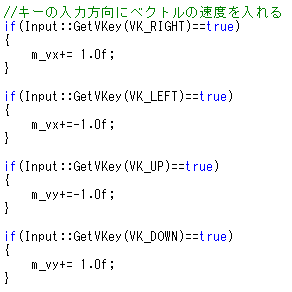 //キーの入力方向にベクトルの速度を入れる
if(Input::GetVKey(VK_RIGHT)==true)
{
    m_vx+= 1.0f;
}
if(Input::GetVKey(VK_LEFT)==true)
{
    m_vx+=-1.0f;
}
if(Input::GetVKey(VK_UP)==true)
{
    m_vy+=-1.0f;
}
if(Input::GetVKey(VK_DOWN)==true)
{
    m_vy+= 1.0f;
}